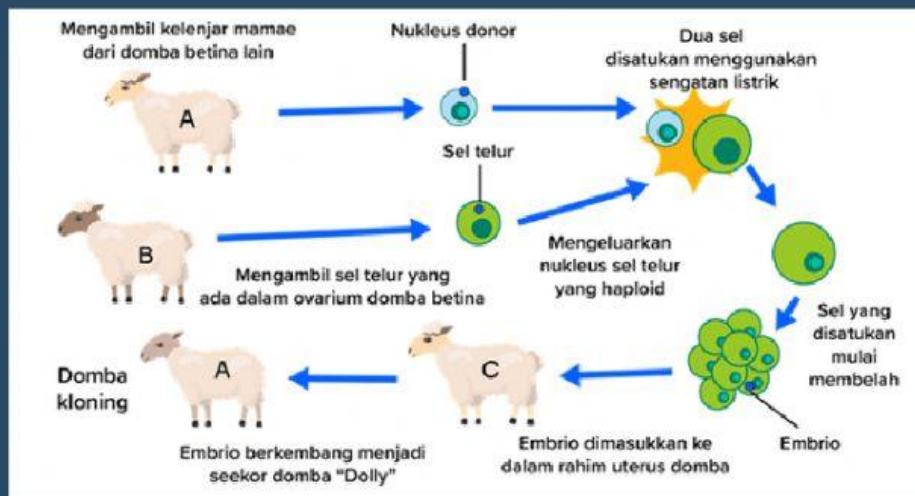 Mengambil kelenjar mamae
dari domba betina lain
Nukleus donor
Dua sel
disatukan menggunakan
sengatan listrik
A
Sel telur
B
Mengambil sel telur yang
ada dalam ovarium domba betina
Mengeluarkan
nukleus sel telur
yang haploid
Sel yang
disatukan
mulai
membelah
Domba
kloning
A
C
Embrio berkembang menjadi
seekor domba "Dolly"
Embrio dimasukkan ke
dalam rahim uterus domba
Embrio